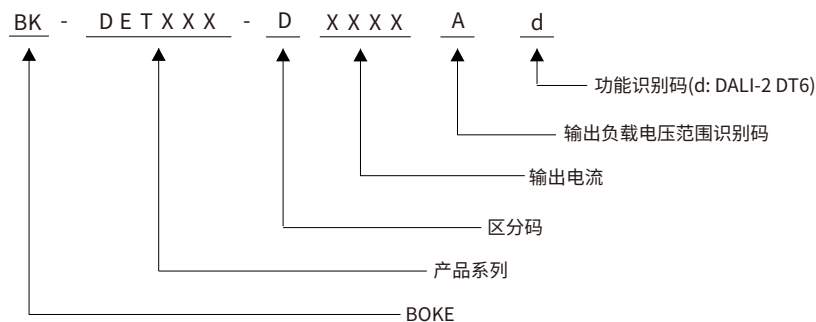 BK - DETXXX - D XXXX A d
功能识别码(d: DALI-2 DT6)
输出负载电压范围识别码
输出电流
区分码
产品系列
BOKE